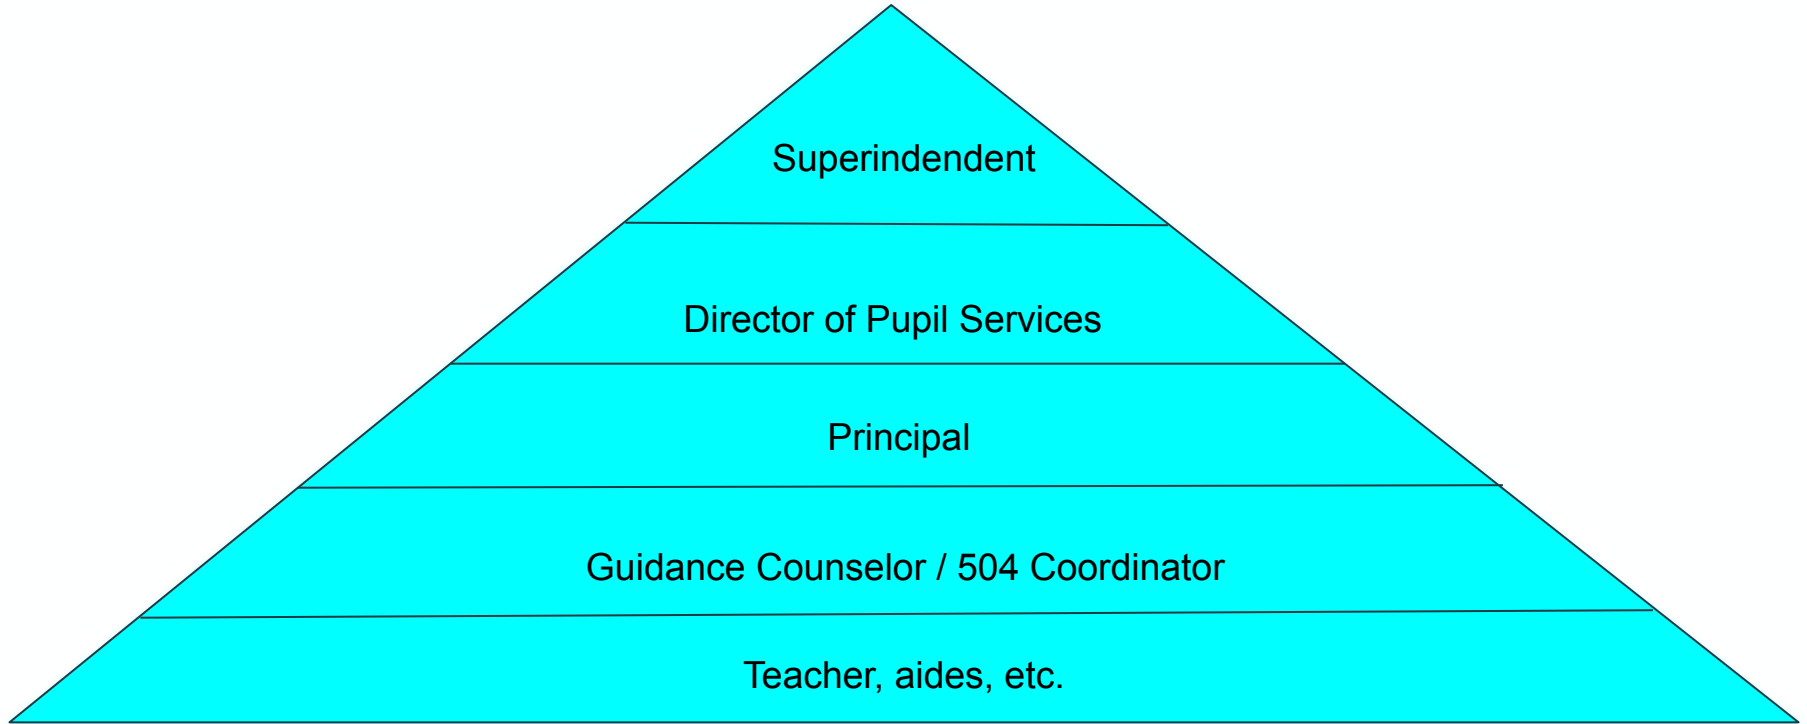 Superindendent
Director of Pupil Services
Principal
Guidance Counselor / 504 Coordinator
Teacher, aides, etc.